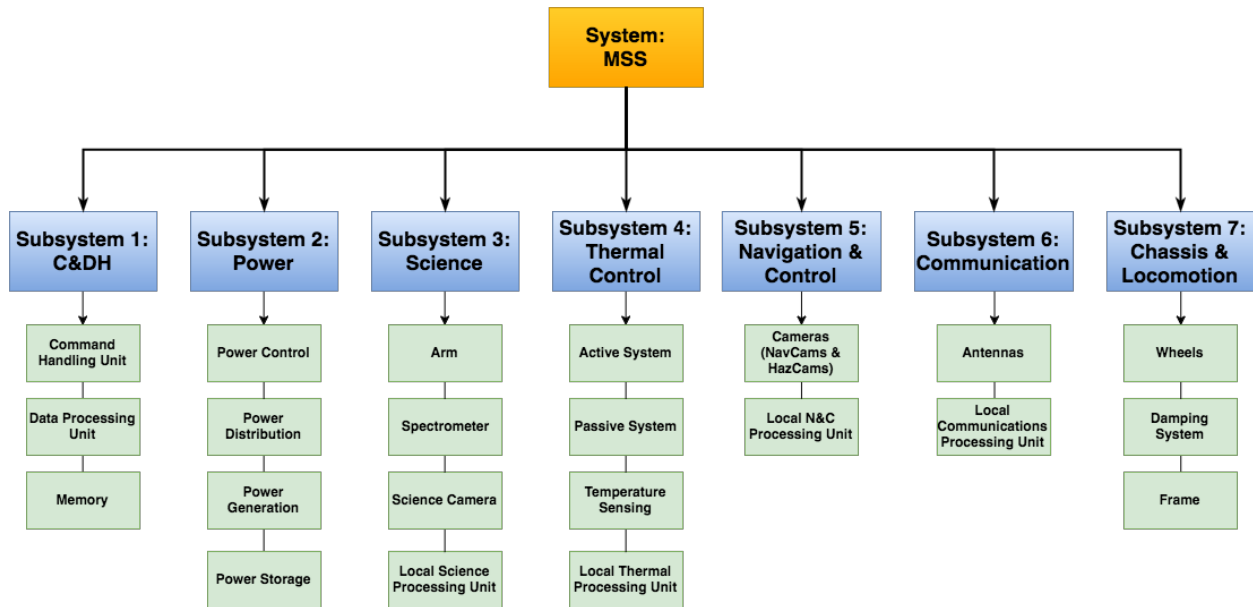 System:
MSS
Subsystem 1:
C&DH
Subsystem 2:
Power
Subsystem 3:
Science
Subsystem 4:
Thermal
Control
Subsystem 5:
Navigation &
Control
Subsystem 6:
Communication
Subsystem 7:
Chassis &
Locomotion
Command
Handling Unit
Data Processing
Unit
Memory
Power Control
Power
Distribution
Power
Generation
Power Storage
Arm
Spectrometer
Science Camera
Local Science
Processing Unit
Active System
Passive System
Temperature
Sensing
Local Thermal
Processing Unit
Cameras
(NavCams &
HazCams)
Local N&C
Processing Unit
Antennas
Local
Communications
Processing Unit
Wheels
Damping
System
Frame